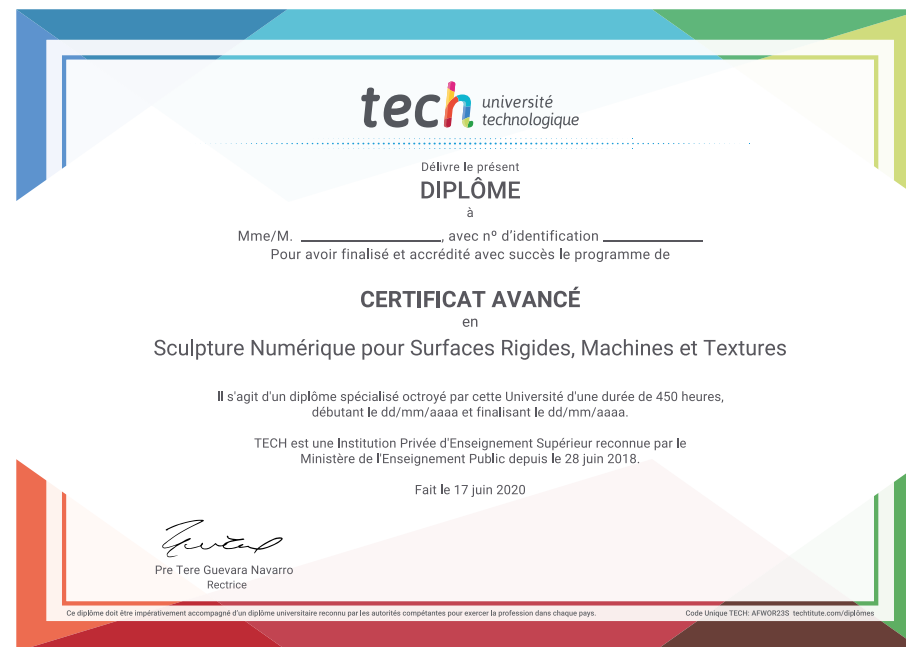 tech université
technologique
Délivre le présent
DIPLÔME
à
Mme/M. ____________________, avec nº d'identification ______________
Pour avoir finalisé et accrédité avec succès le programme de
CERTIFICAT AVANCÉ
en
Sculpture Numérique pour Surfaces Rigides, Machines et Textures
Il s'agit d'un diplôme spécialisé octroyé par cette Université d'une durée de 450 heures,
débutant le dd/mm/aaaa et finalisant le dd/mm/aaaa.
TECH est une Institution Privée d'Enseignement Supérieur reconnue par le
Ministère de l'Enseignement Public depuis le 28 juin 2018.
Fait le 17 juin 2020
Pre Tere Guevara Navarro
Rectrice
Ce diplôme doit être impérativement accompagné d'un diplôme universitaire reconnu par les autorités compétantes pour exercer la profession dans chaque pays.
Code Unique TECH: AFWOR23S techtitute.com/diplômes